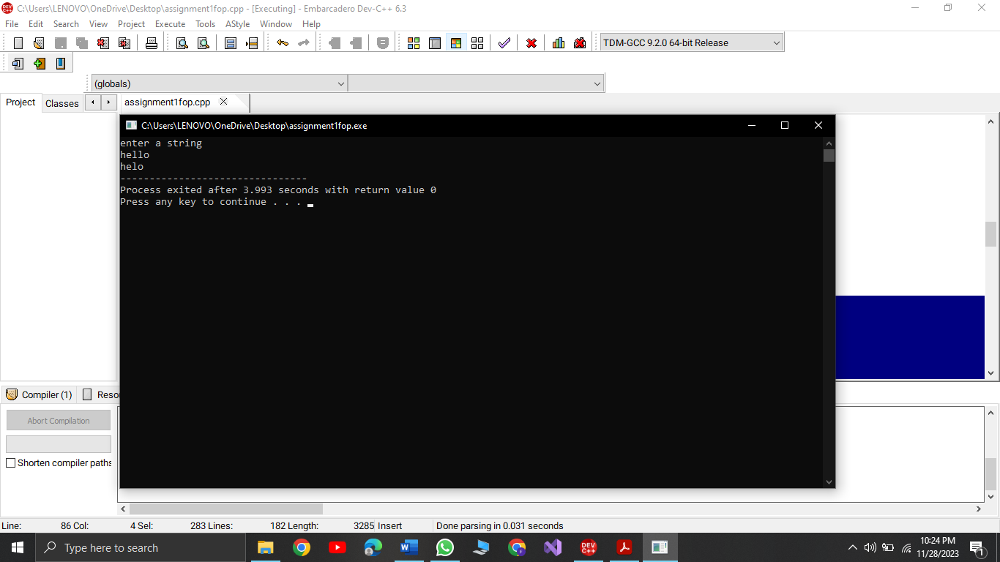 C:\Users\LENOVO\OneDrive\Desktop\assignment1fop.cpp - [Executing] - Embarcadero Dev-C++ 6.3
File Edit Search View Project Execute Tools AStyle Window Help
TDM-GCC 9.2.0 64-bit Release
(globals)
Project Classes assignment1fop.cpp
C:\Users\LENOVO\OneDrive\Desktop\assignment1fop.exe
enter a string
hello
helo
--------------------------------
Process exited after 3.993 seconds with return value 0
Press any key to continue . . .
Compiler (1) Resou
Abort Compilation
Shorten compiler paths
Line: 86 Col: 4 Sel: 283 Lines: 182 Length: 3285 Insert Done parsing in 0.031 seconds
Type here to search
DEV C++
10:24 PM
11/28/2023
1